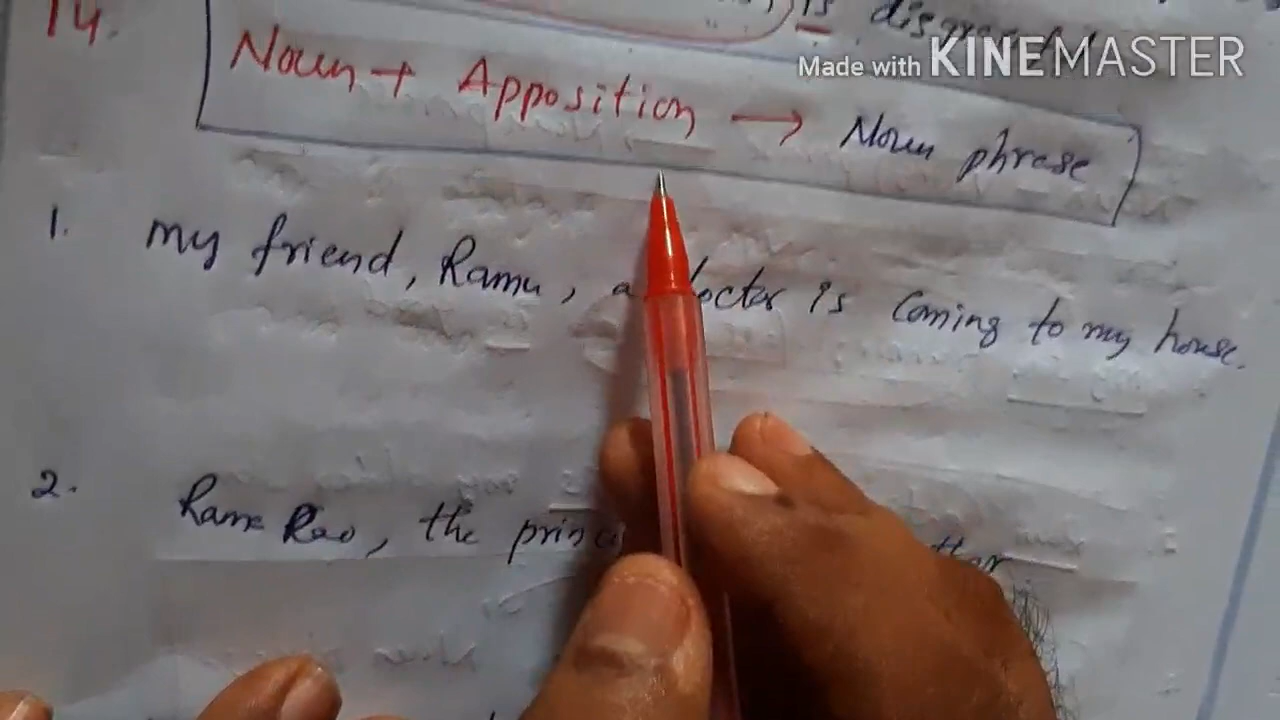 is
Made with KINEMASTER
14.
Noun + Apposition → Noun phrase
1. my friend, Ramu, a doctor is coming to my house.
2. Rama Rao, the